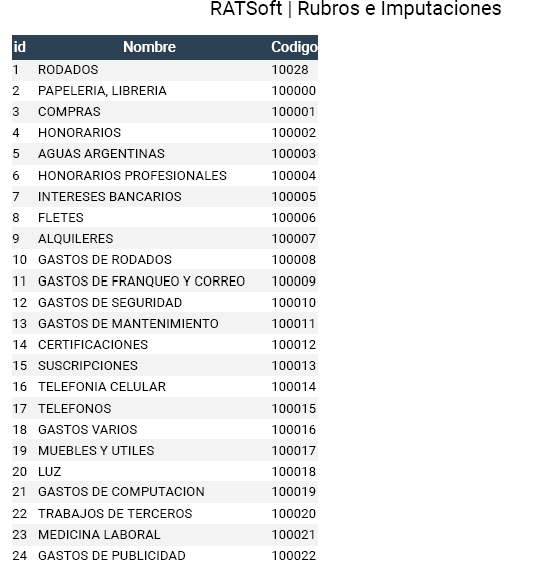 RATSoft | Rubros e Imputaciones
id Nombre Codigo
1 RODADOS 10028
2 PAPELERIA, LIBRERIA 100000
3 COMPRAS 100001
4 HONORARIOS 100002
5 AGUAS ARGENTINAS 100003
6 HONORARIOS PROFESIONALES 100004
7 INTERESES BANCARIOS 100005
8 FLETES 100006
9 ALQUILERES 100007
10 GASTOS DE RODADOS 100008
11 GASTOS DE FRANQUEO Y CORREO 100009
12 GASTOS DE SEGURIDAD 100010
13 GASTOS DE MANTENIMIENTO 100011
14 CERTIFICACIONES 100012
15 SUSCRIPCIONES 100013
16 TELEFONIA CELULAR 100014
17 TELEFONOS 100015
18 GASTOS VARIOS 100016
19 MUEBLES Y UTILES 100017
20 LUZ 100018
21 GASTOS DE COMPUTACION 100019
22 TRABAJOS DE TERCEROS 100020
23 MEDICINA LABORAL 100021
24 GASTOS DE PUBLICIDAD 100022